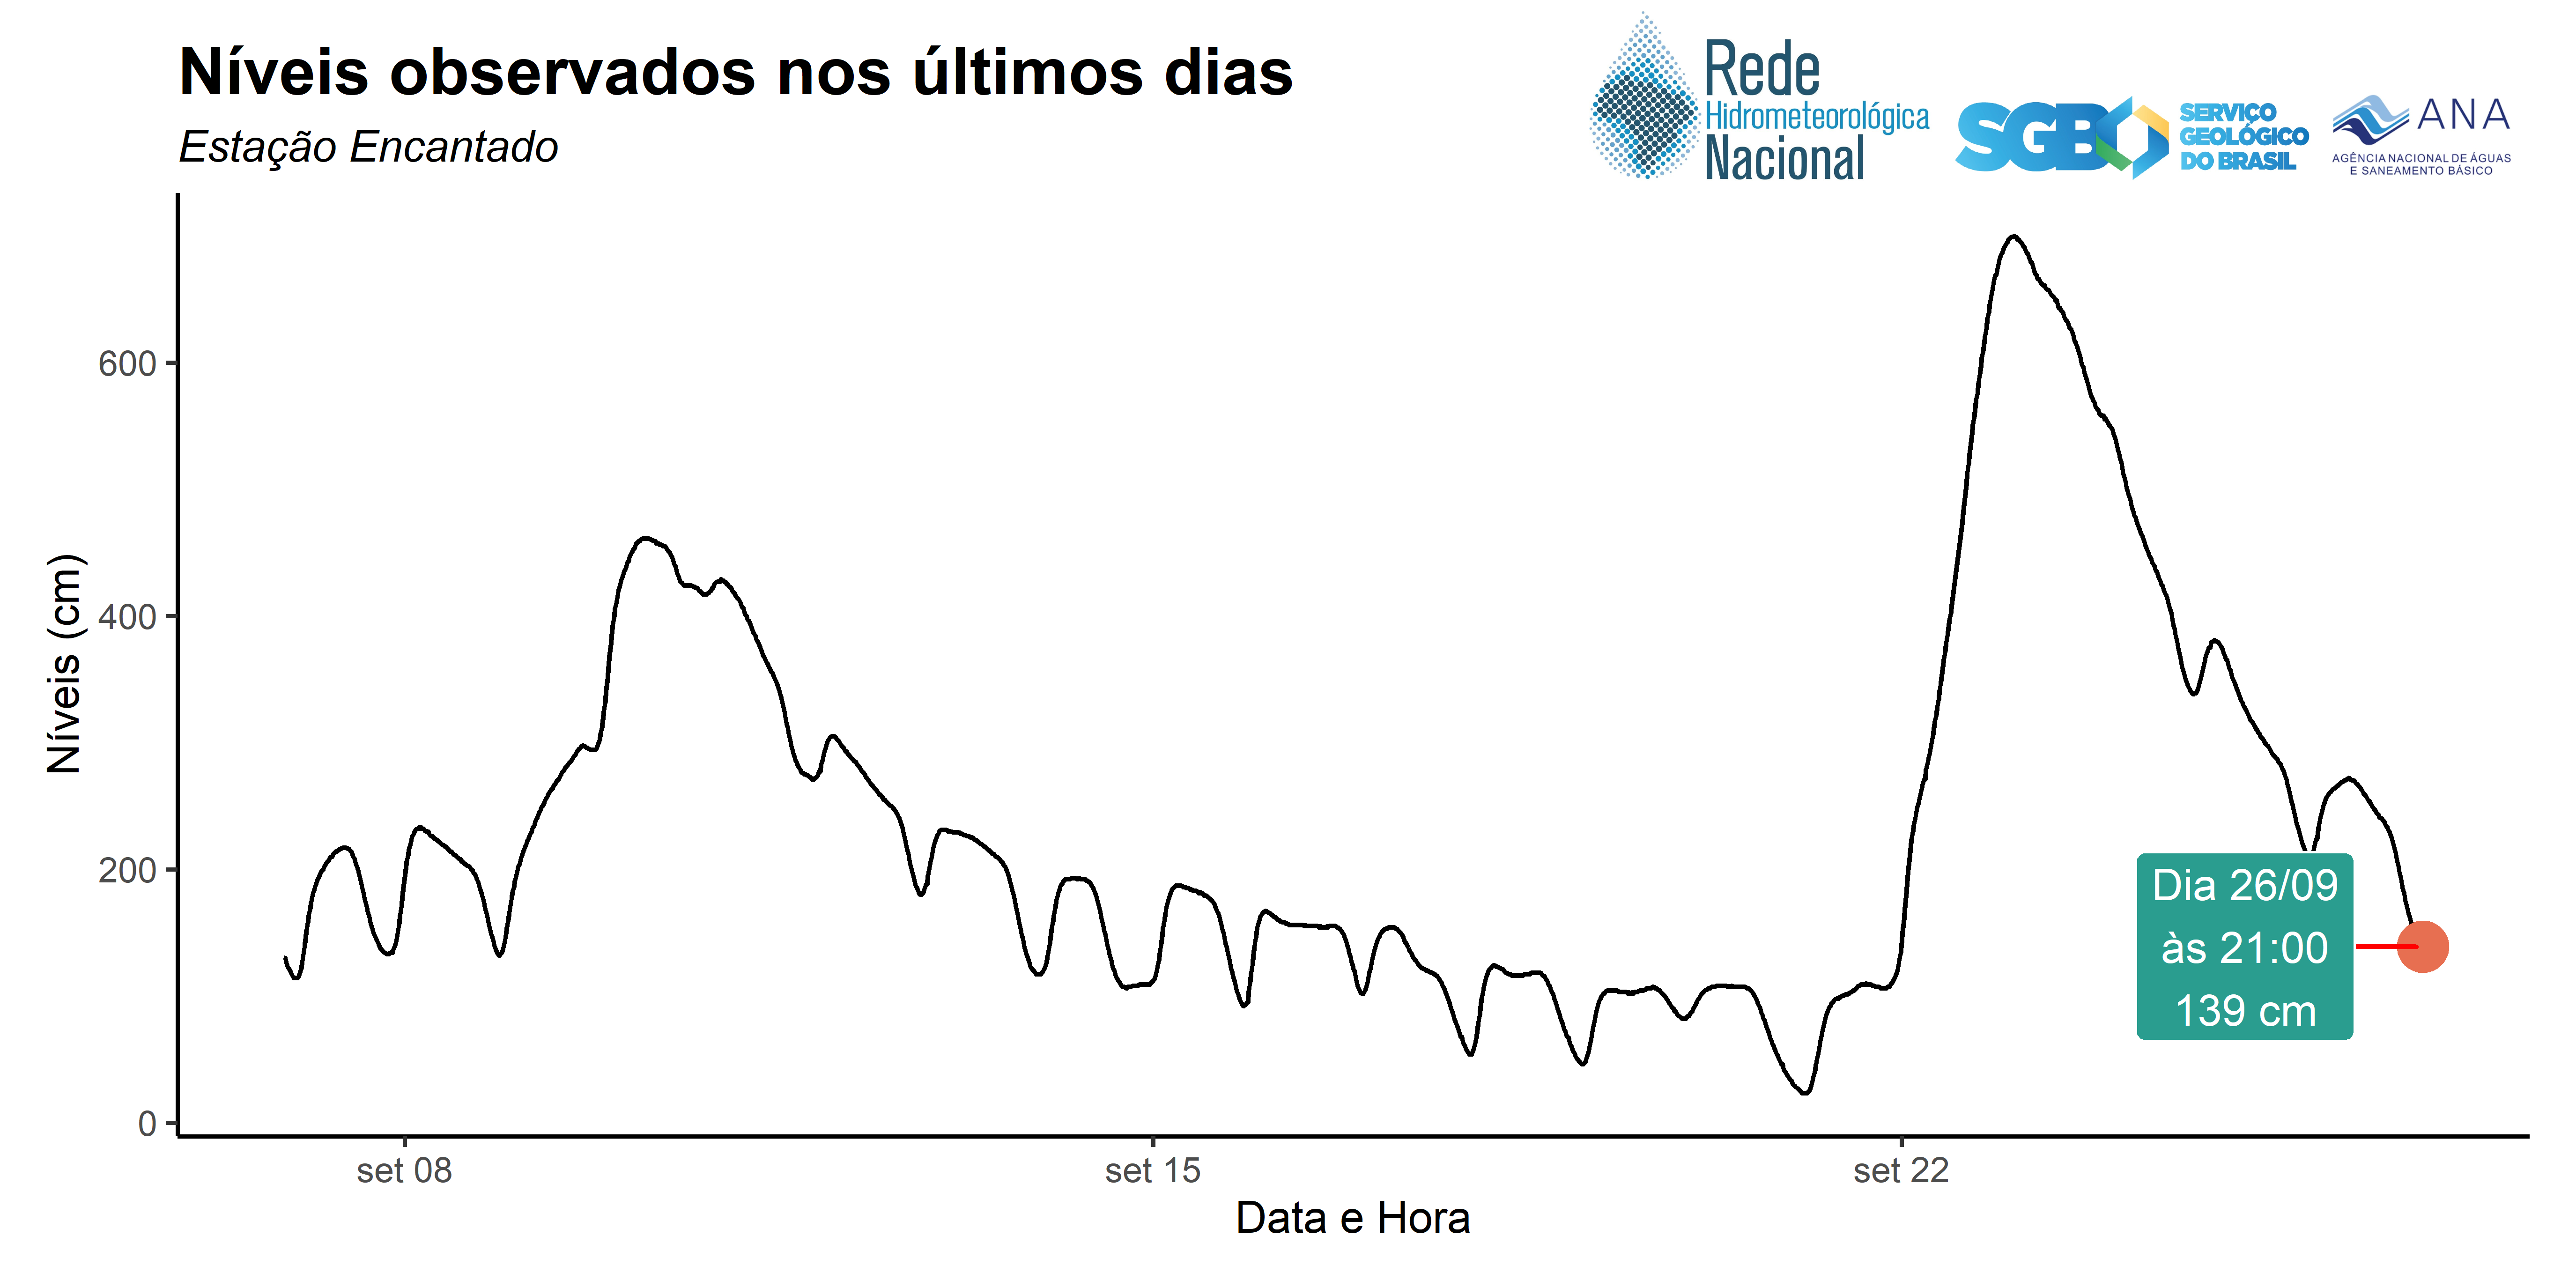 Níveis observados nos últimos dias
Estação Encantado
Rede
Hidrometeorológica
Nacional
SGB
SERVIÇO
GEOLÓGICO
DO BRASIL
ANA
AGÊNCIA NACIONAL DE ÁGUAS
E SANEAMENTO BÁSICO
Níveis (cm)
600
400
200
0
Dia 26/09
às 21:00
139 cm
set 08
set 15
set 22
Data e Hora